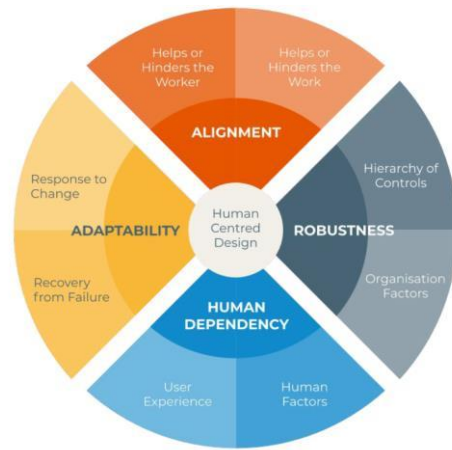 Helps or
Hinders the
Worker
Helps or
Hinders the
Work
ALIGNMENT
Response to
Change
Hierarchy of
Controls
ADAPTABILITY
Human
Centred
Design
ROBUSTNESS
Recovery
from Failure
Organisation
Factors
HUMAN
DEPENDENCY
User
Experience
Human
Factors